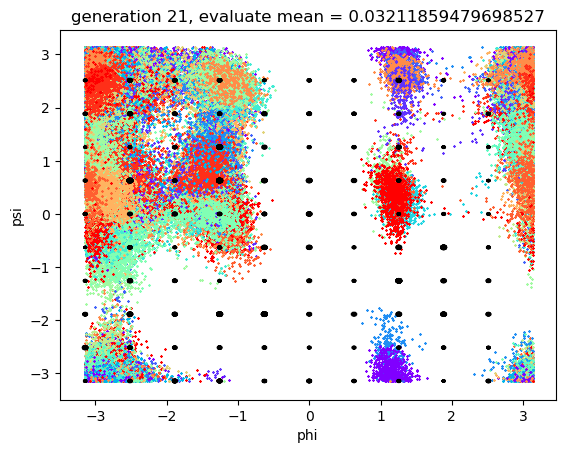 generation 21, evaluate mean = 0.03211859479698527
3
2
1
0
−1
−2
−3
psi
−3 −2 −1 0 1 2 3
phi